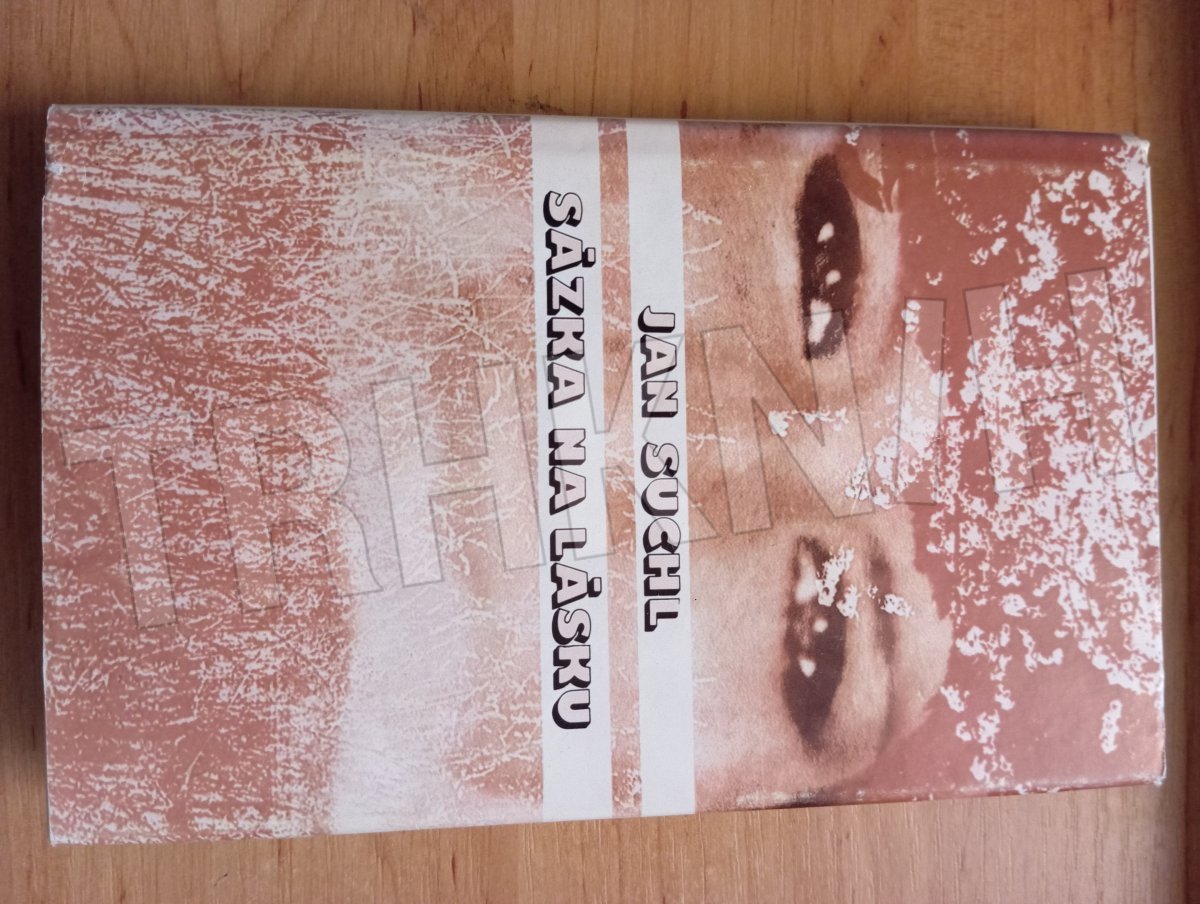 JAN SUCHL
SÁZKA NA LÁSKU
TRHKNIH